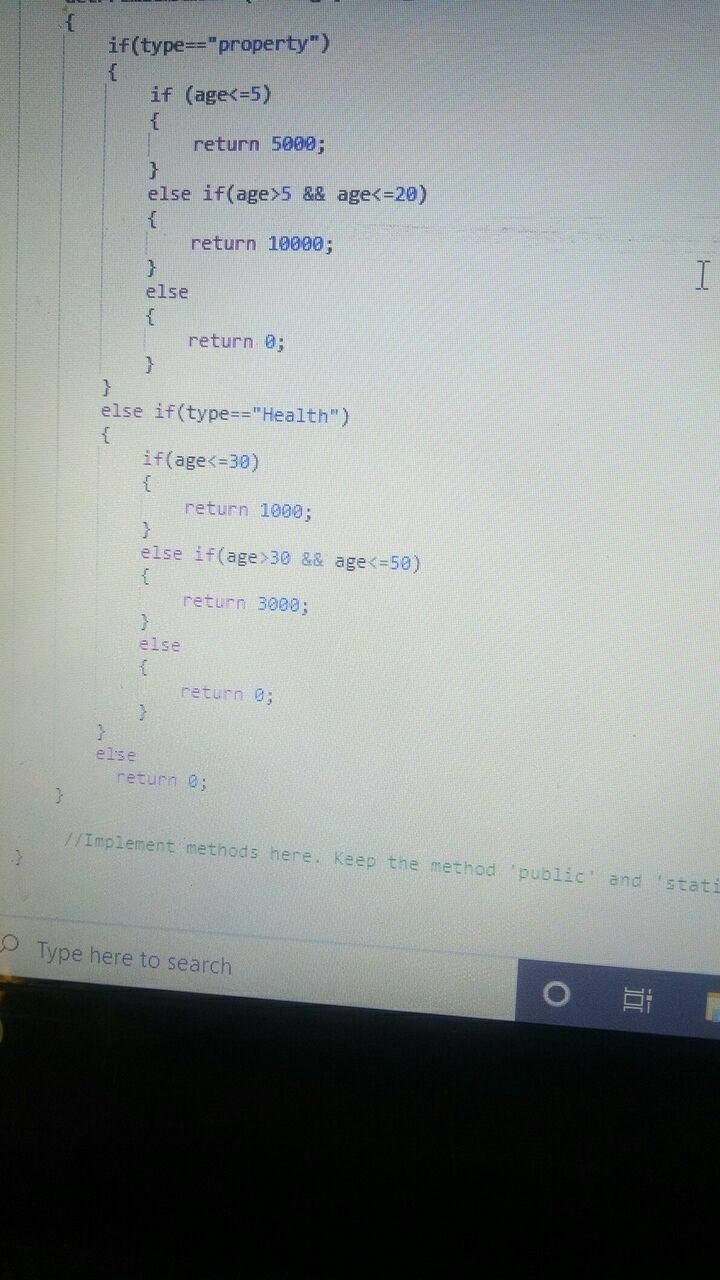 {
if(type=="property")
{
if (age<=5)
{
return 5000;
}
else if(age>5 && age<=20)
{
return 10000;
}
else
{
return 0;
}
}
else if(type=="Health")
{
if(age<=30)
{
return 1000;
}
else if(age>30 && age<=50)
{
return 3000;
}
else
{
return 0;
}
}
else
return 0;
}
//Implement methods here. Keep the method 'public' and 'stati
}
Type here to search